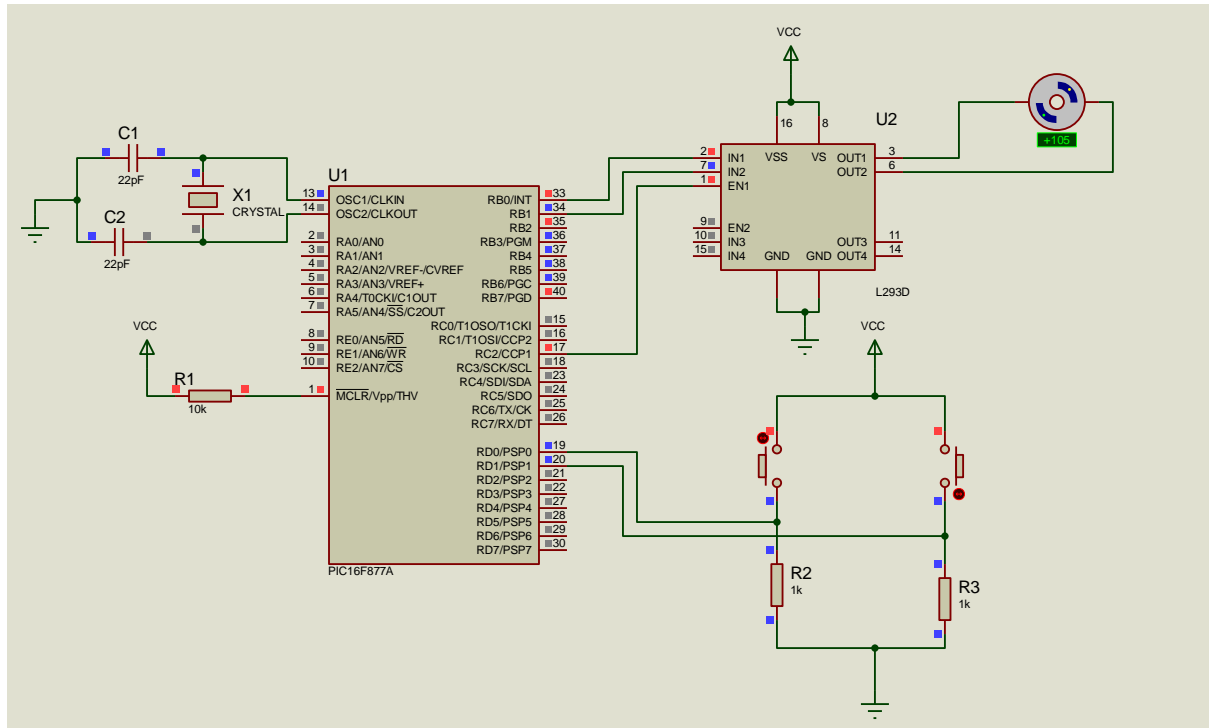 VCC
U2
16
8
VSS
VS
2
IN1
OUT1
3
7
IN2
OUT2
6
1
EN1
9
EN2
10
IN3
OUT3
11
15
IN4
OUT4
14
GND
GND
L293D
+105
C1
22pF
X1
CRYSTAL
C2
22pF
U1
13
OSC1/CLKIN
14
OSC2/CLKOUT
2
RA0/AN0
3
RA1/AN1
4
RA2/AN2/VREF-/CVREF
5
RA3/AN3/VREF+
6
RA4/T0CKI/C1OUT
7
RA5/AN4/SS/C2OUT
8
RE0/AN5/RD
9
RE1/AN6/WR
10
RE2/AN7/CS
1
MCLR/Vpp/THV
RB0/INT
33
RB1
34
RB2
35
RB3/PGM
36
RB4
37
RB5
38
RB6/PGC
39
RB7/PGD
40
RC0/T1OSO/T1CKI
15
RC1/T1OSI/CCP2
16
RC2/CCP1
17
RC3/SCK/SCL
18
RC4/SDI/SDA
23
RC5/SDO
24
RC6/TX/CK
25
RC7/RX/DT
26
RD0/PSP0
19
RD1/PSP1
20
RD2/PSP2
21
RD3/PSP3
22
RD4/PSP4
27
RD5/PSP5
28
RD6/PSP6
29
RD7/PSP7
30
PIC16F877A
VCC
R1
10k
VCC
R2
1k
R3
1k